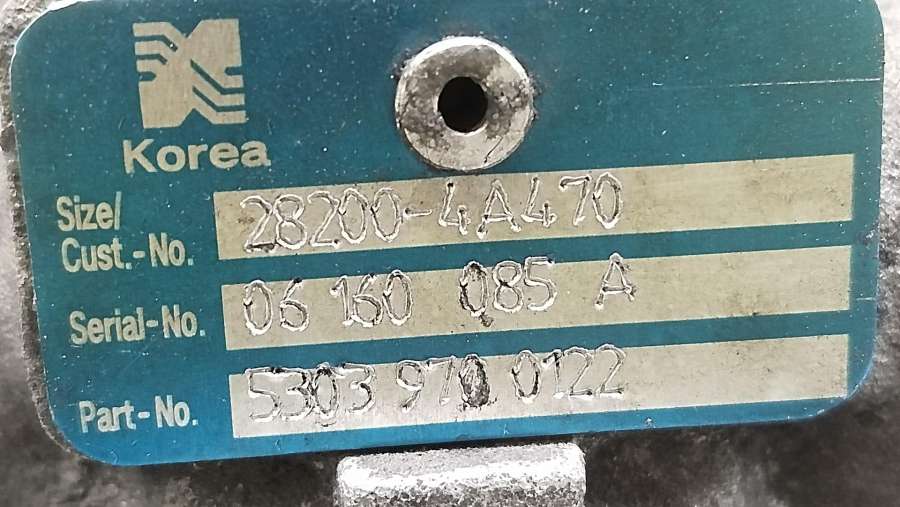 Korea
Size/
Cust.-No. 28200-4A470
Serial-No. 06 160 085 A
Part-No. 5303 970 0122